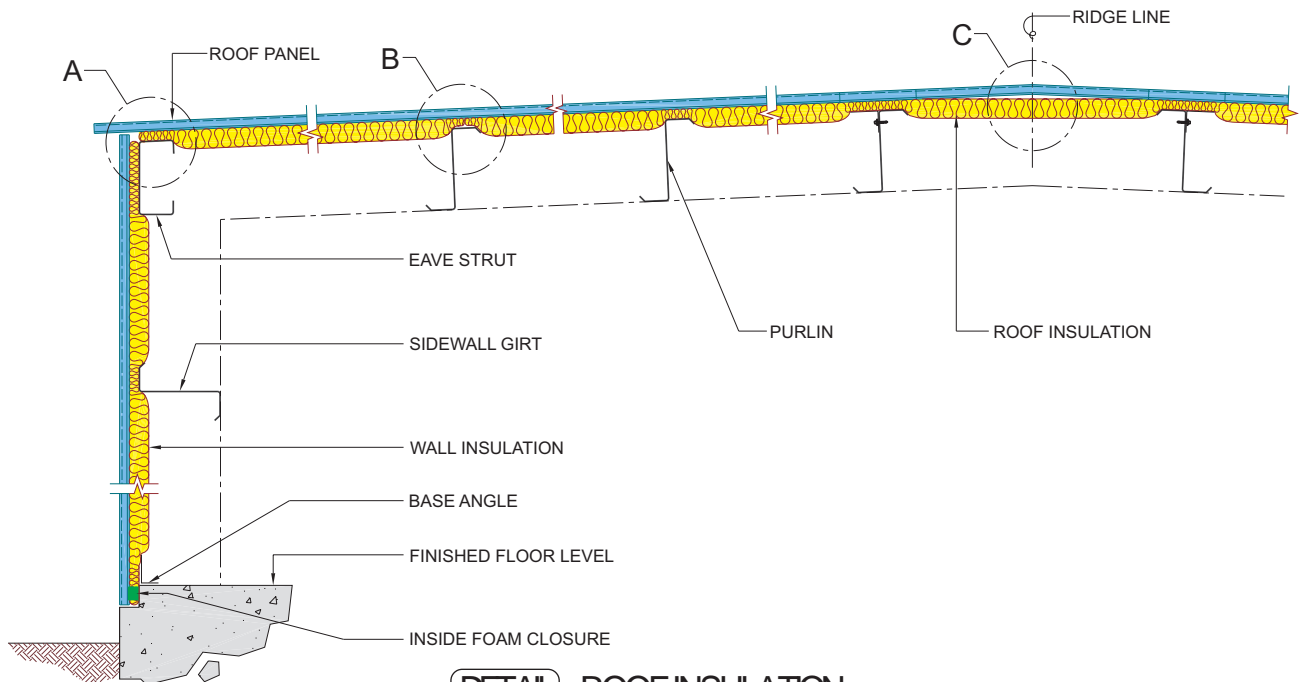 RIDGE LINE
C
ROOF PANEL
B
A
EAVE STRUT
PURLIN
ROOF INSULATION
SIDEWALL GIRT
WALL INSULATION
BASE ANGLE
FINISHED FLOOR LEVEL
INSIDE FOAM CLOSURE
DETAIL ROOF INSULATION